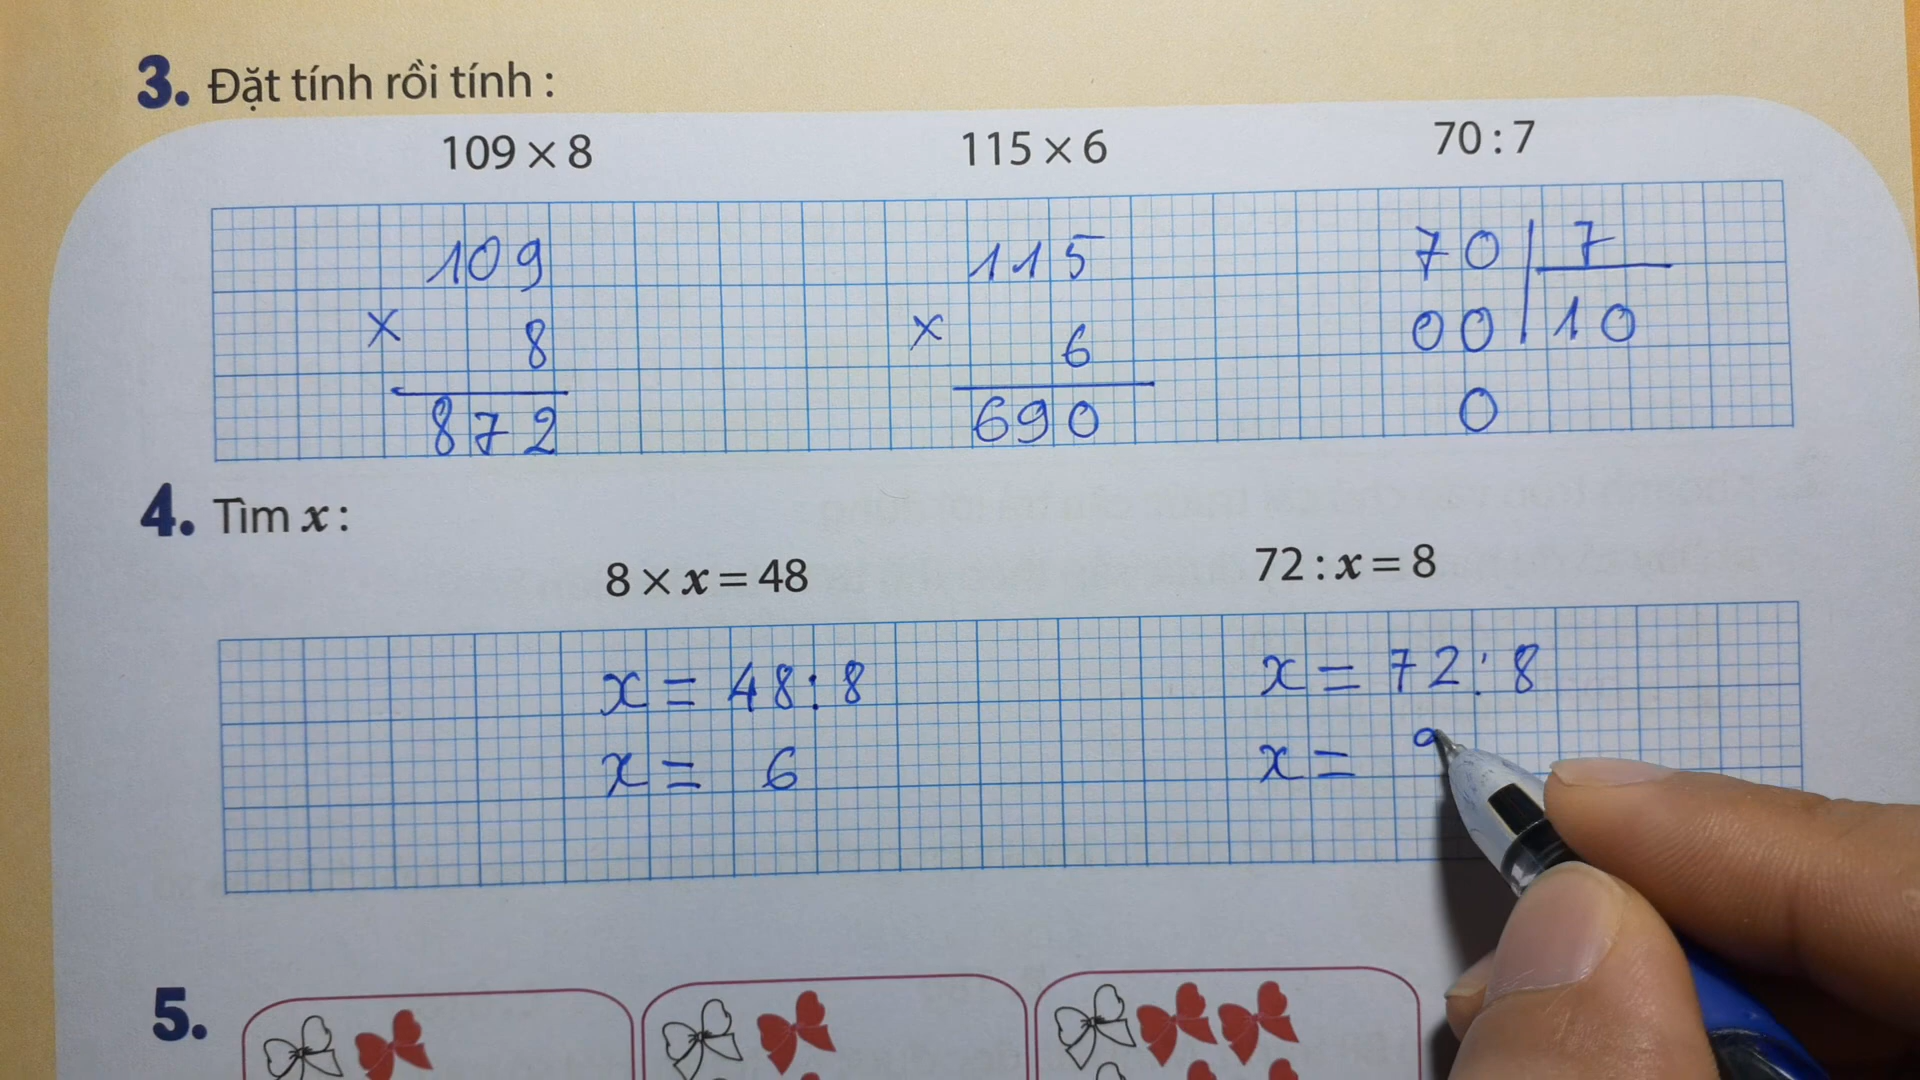 3. Đặt tính rồi tính :
109 × 8 115 × 6 70 : 7
109 115 70 7
× 8 × 6 00 10
872 690 0
4. Tìm x :
8 × x = 48 72 : x = 8
x = 48 : 8 x = 72 : 8
x = 6 x = 9
5.